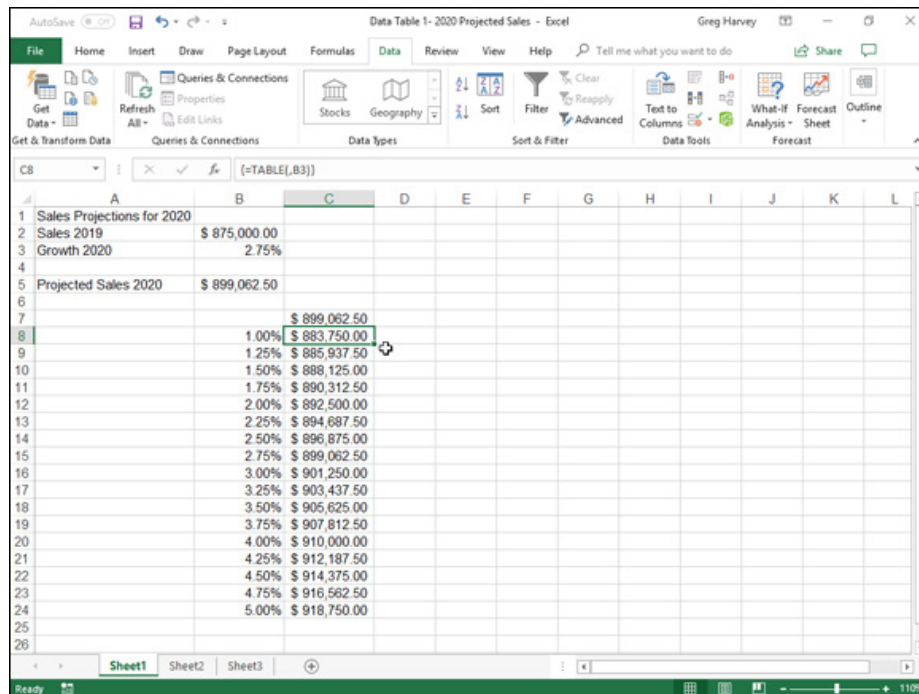 AutoSave Off Data Table 1- 2020 Projected Sales - Excel Greg Harvey
File Home Insert Draw Page Layout Formulas Data Review View Help Tell me what you want to do Share
Get Data Refresh All Queries & Connections Properties Edit Links Stocks Geography Sort Filter Clear Reapply Advanced Text to Columns What-If Analysis Forecast Sheet Outline
Get & Transform Data Queries & Connections Data Types Sort & Filter Data Tools Forecast
C8 fx {=TABLE(,B3)}
A B C D E F G H I J K L
1 Sales Projections for 2020
2 Sales 2019 $ 875,000.00
3 Growth 2020 2.75%
4
5 Projected Sales 2020 $ 899,062.50
6
7 $ 899,062.50
8 1.00% $ 883,750.00
9 1.25% $ 885,937.50
10 1.50% $ 888,125.00
11 1.75% $ 890,312.50
12 2.00% $ 892,500.00
13 2.25% $ 894,687.50
14 2.50% $ 896,875.00
15 2.75% $ 899,062.50
16 3.00% $ 901,250.00
17 3.25% $ 903,437.50
18 3.50% $ 905,625.00
19 3.75% $ 907,812.50
20 4.00% $ 910,000.00
21 4.25% $ 912,187.50
22 4.50% $ 914,375.00
23 4.75% $ 916,562.50
24 5.00% $ 918,750.00
25
26
Sheet1 Sheet2 Sheet3
Ready